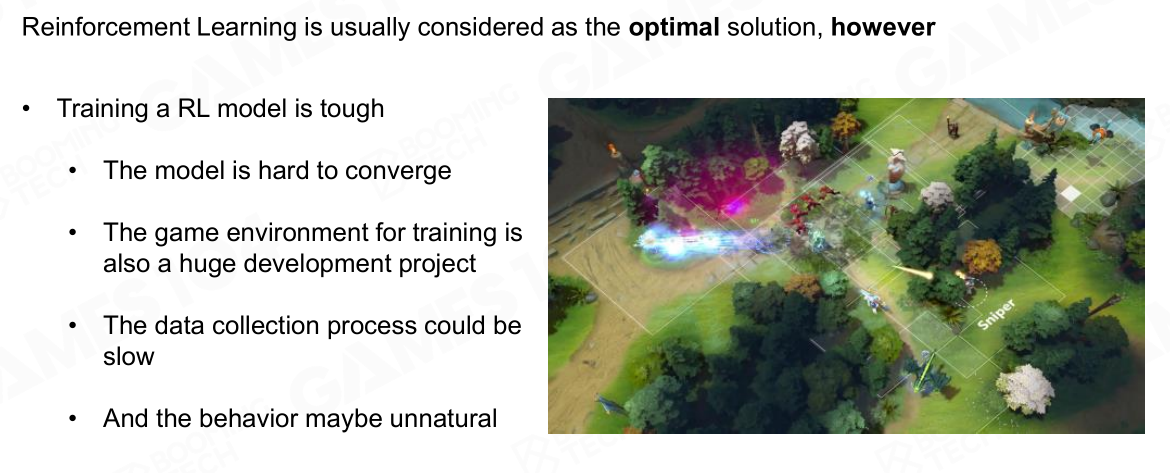 Reinforcement Learning is usually considered as the optimal solution, however
• Training a RL model is tough
• The model is hard to converge
• The game environment for training is
also a huge development project
• The data collection process could be
slow
• And the behavior maybe unnatural
Sniper
BOOMING
TECH
GAMES